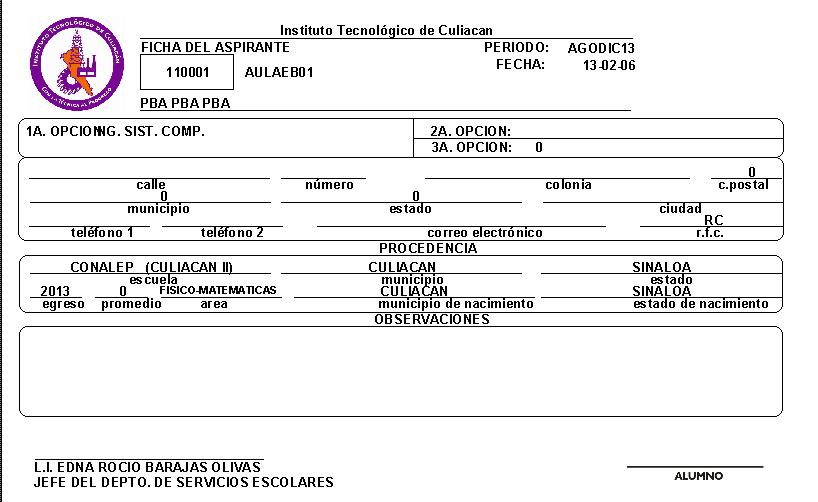 Instituto Tecnológico de Culiacan
INSTITUTO TECNOLÓGICO DE CULIACÁN
CON LA TÉCNICA AL PROGRESO
FICHA DEL ASPIRANTE PERIODO: AGODIC13
FECHA: 13-02-06
110001 AULAEB01
PBA PBA PBA
1A. OPCIONNG. SIST. COMP. 2A. OPCION:
3A. OPCION: 0
0
calle número colonia c.postal
0 0
municipio estado ciudad
RC
teléfono 1 teléfono 2 correo electrónico r.f.c.
PROCEDENCIA
CONALEP (CULIACAN II) CULIACAN SINALOA
escuela municipio estado
2013 0 FISICO-MATEMATICAS CULIACAN SINALOA
egreso promedio area municipio de nacimiento estado de nacimiento
OBSERVACIONES
L.I. EDNA ROCIO BARAJAS OLIVAS
JEFE DEL DEPTO. DE SERVICIOS ESCOLARES
ALUMNO